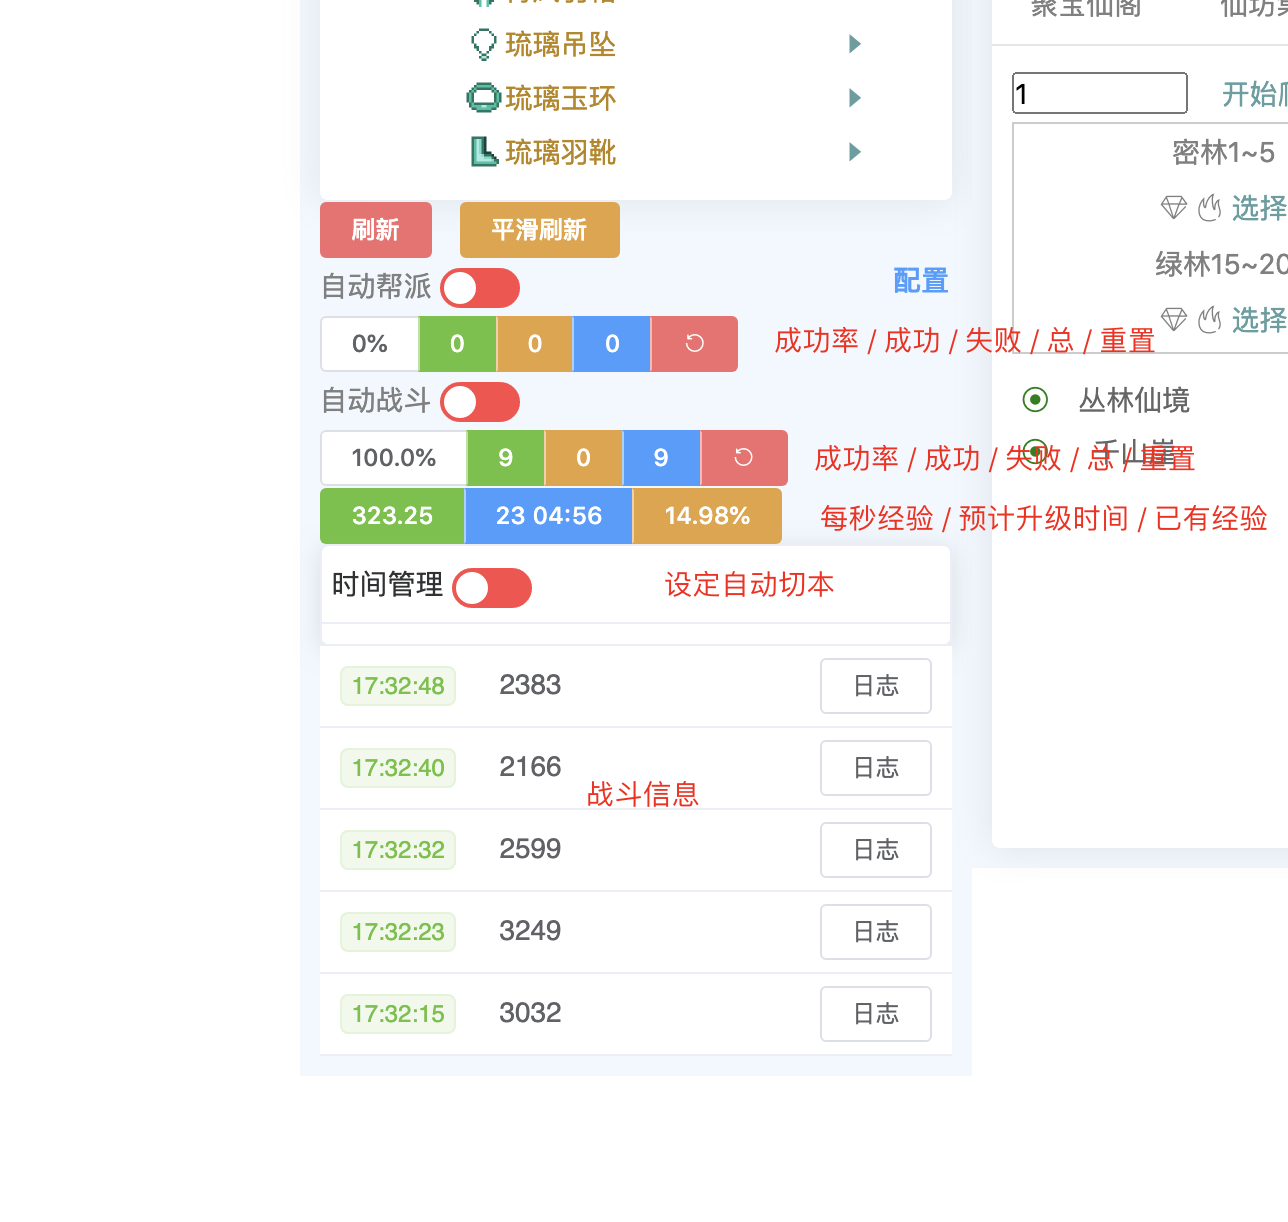 聚宝仙阁
琉璃吊坠
琉璃玉环
琉璃羽靴
刷新 平滑刷新
自动帮派 配置
0% 0 0 0
成功率 / 成功 / 失败 / 总 / 重置
自动战斗
100.0% 9 0 9
成功率 / 成功 / 失败 / 总 / 重置
323.25 23 04:56 14.98%
每秒经验 / 预计升级时间 / 已有经验
时间管理 设定自动切本
17:32:48 2383 日志
17:32:40 2166 日志
战斗信息
17:32:32 2599 日志
17:32:23 3249 日志
17:32:15 3032 日志
1 开始
密林1~5
选择
绿林15~20
选择
丛林仙境
千山崖